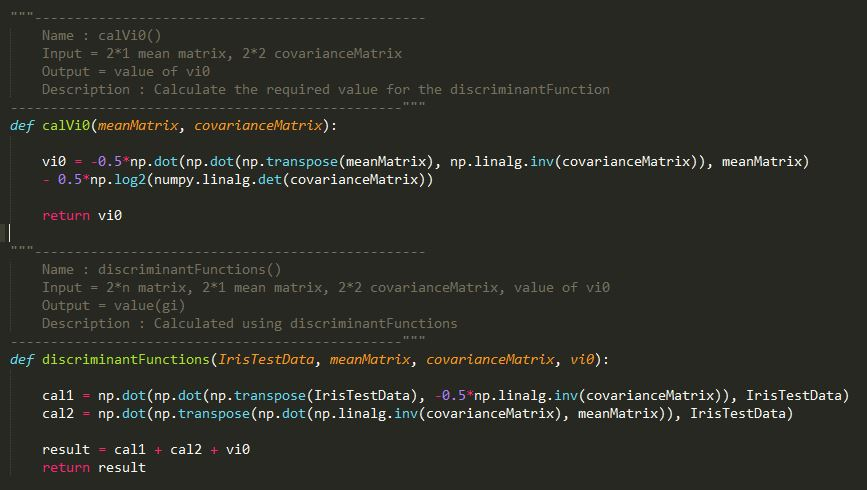 """-------------------------------------------------
    Name : calVi0()
    Input = 2*1 mean matrix, 2*2 covarianceMatrix
    Output = value of vi0
    Description : Calculate the required value for the discriminantFunction
-------------------------------------------------"""
def calVi0(meanMatrix, covarianceMatrix):
    vi0 = -0.5*np.dot(np.dot(np.transpose(meanMatrix), np.linalg.inv(covarianceMatrix)), meanMatrix)
    - 0.5*np.log2(numpy.linalg.det(covarianceMatrix))
    return vi0
"""-------------------------------------------------
    Name : discriminantFunctions()
    Input = 2*n matrix, 2*1 mean matrix, 2*2 covarianceMatrix, value of vi0
    Output = value(gi)
    Description : Calculated using discriminantFunctions
-------------------------------------------------"""
def discriminantFunctions(IrisTestData, meanMatrix, covarianceMatrix, vi0):
    cal1 = np.dot(np.dot(np.transpose(IrisTestData), -0.5*np.linalg.inv(covarianceMatrix)), IrisTestData)
    cal2 = np.dot(np.transpose(np.dot(np.linalg.inv(covarianceMatrix), meanMatrix)), IrisTestData)
    result = cal1 + cal2 + vi0
    return result